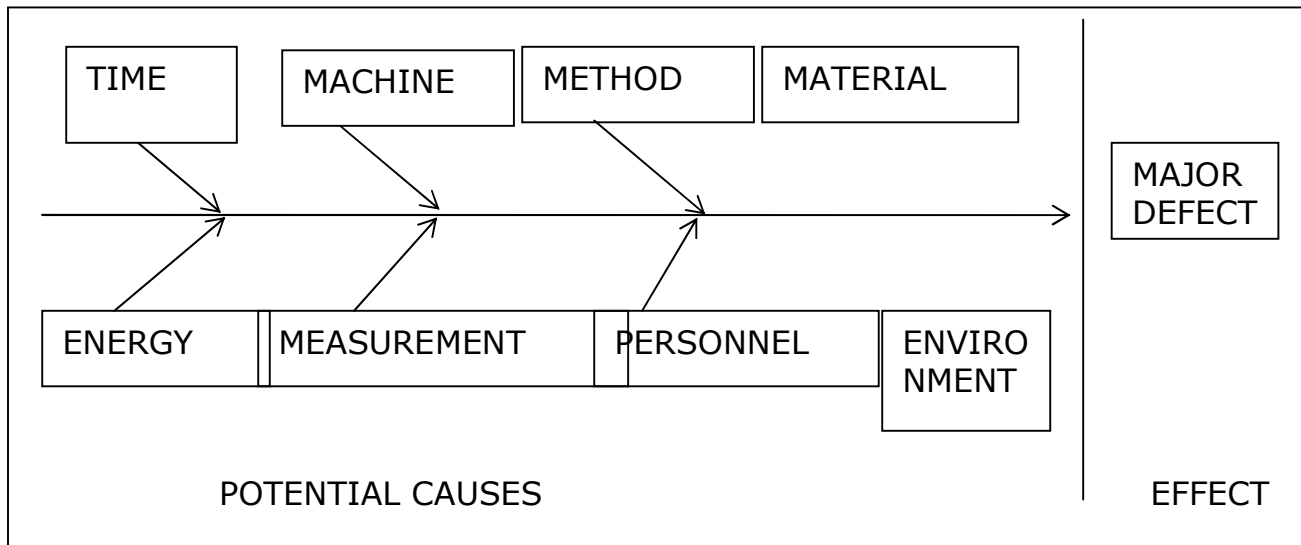 TIME
MACHINE
METHOD
MATERIAL
MAJOR
DEFECT
ENERGY
MEASUREMENT
PERSONNEL
ENVIRO
NMENT
POTENTIAL CAUSES
EFFECT